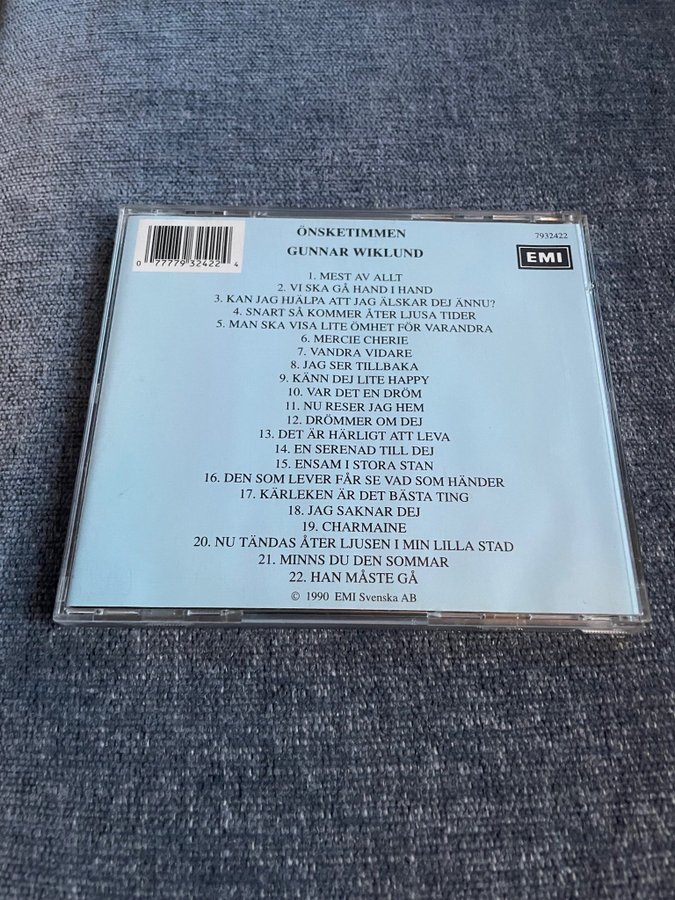 ÖNSKETIMMEN
7932422
GUNNAR WIKLUND
EMI
0 77779 32422 4
1. MEST AV ALLT
2. VI SKA GÅ HAND I HAND
3. KAN JAG HJÄLPA ATT JAG ÄLSKAR DEJ ÄNNU?
4. SNART SÅ KOMMER ÅTER LJUSA TIDER
5. MAN SKA VISA LITE ÖMHET FÖR VARANDRA
6. MERCIE CHERIE
7. VANDRA VIDARE
8. JAG SER TILLBAKA
9. KÄNN DEJ LITE HAPPY
10. VAR DET EN DRÖM
11. NU RESER JAG HEM
12. DRÖMMER OM DEJ
13. DET ÄR HÄRLIGT ATT LEVA
14. EN SERENAD TILL DEJ
15. ENSAM I STORA STAN
16. DEN SOM LEVER FÅR SE VAD SOM HÄNDER
17. KÄRLEKEN ÄR DET BÄSTA TING
18. JAG SAKNAR DEJ
19. CHARMAINE
20. NU TÄNDAS ÅTER LJUSEN I MIN LILLA STAD
21. MINNS DU DEN SOMMAR
22. HAN MÅSTE GÅ
© 1990 EMI Svenska AB